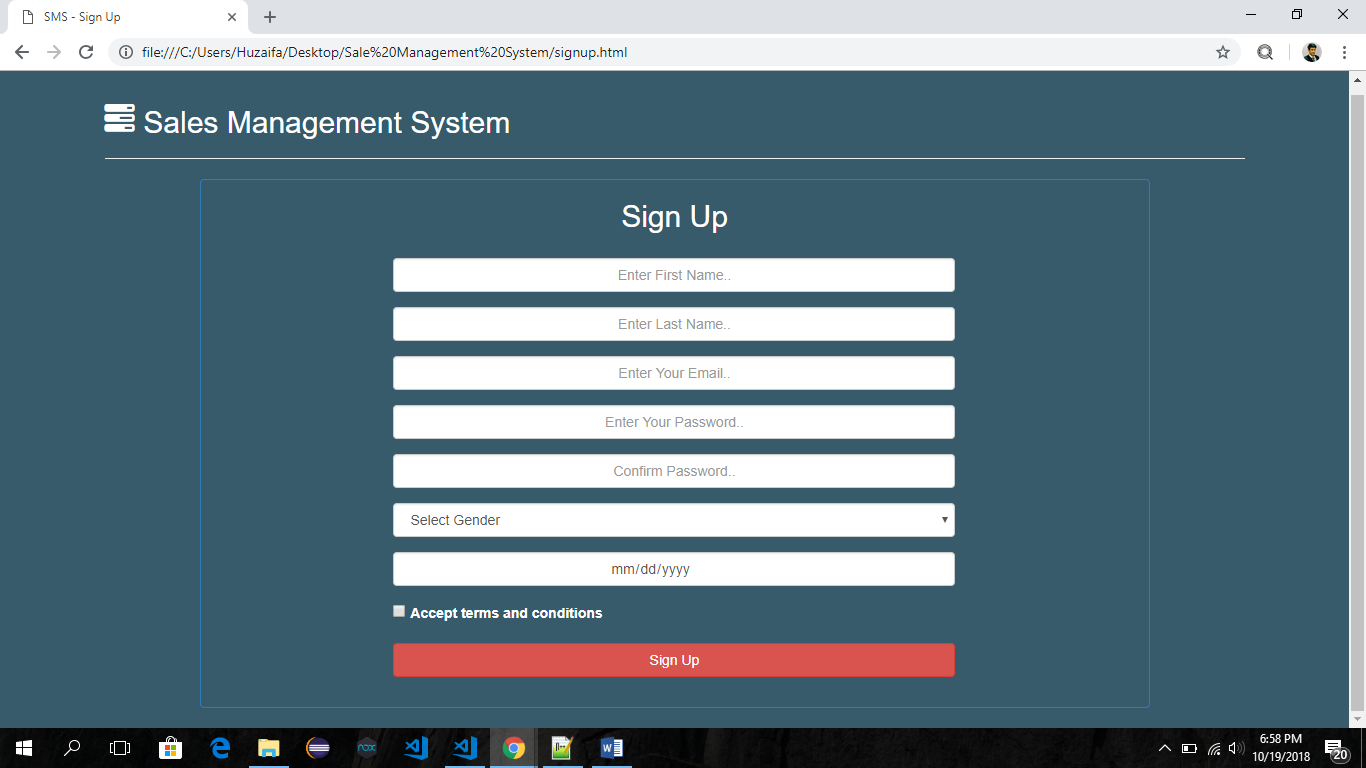 SMS - Sign Up
file:///C:/Users/Huzaifa/Desktop/Sale%20Management%20System/signup.html
Sales Management System
Sign Up
Enter First Name..
Enter Last Name..
Enter Your Email..
Enter Your Password..
Confirm Password..
Select Gender
mm/dd/yyyy
Accept terms and conditions
Sign Up
nox
6:58 PM
10/19/2018
20